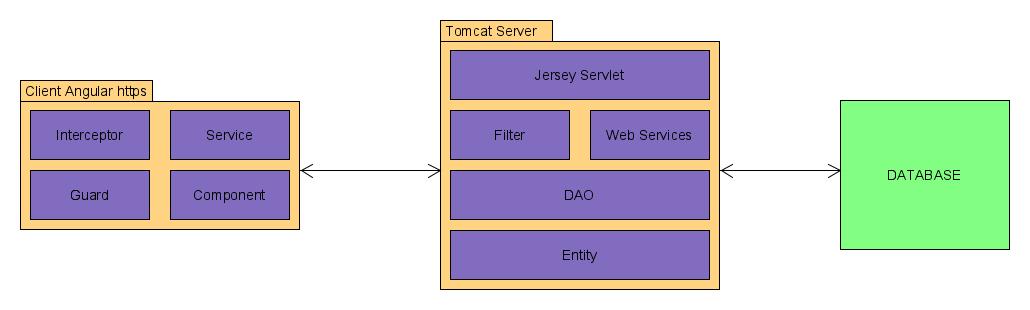 Client Angular https
Interceptor
Service
Guard
Component
Tomcat Server
Jersey Servlet
Filter
Web Services
DAO
Entity
DATABASE